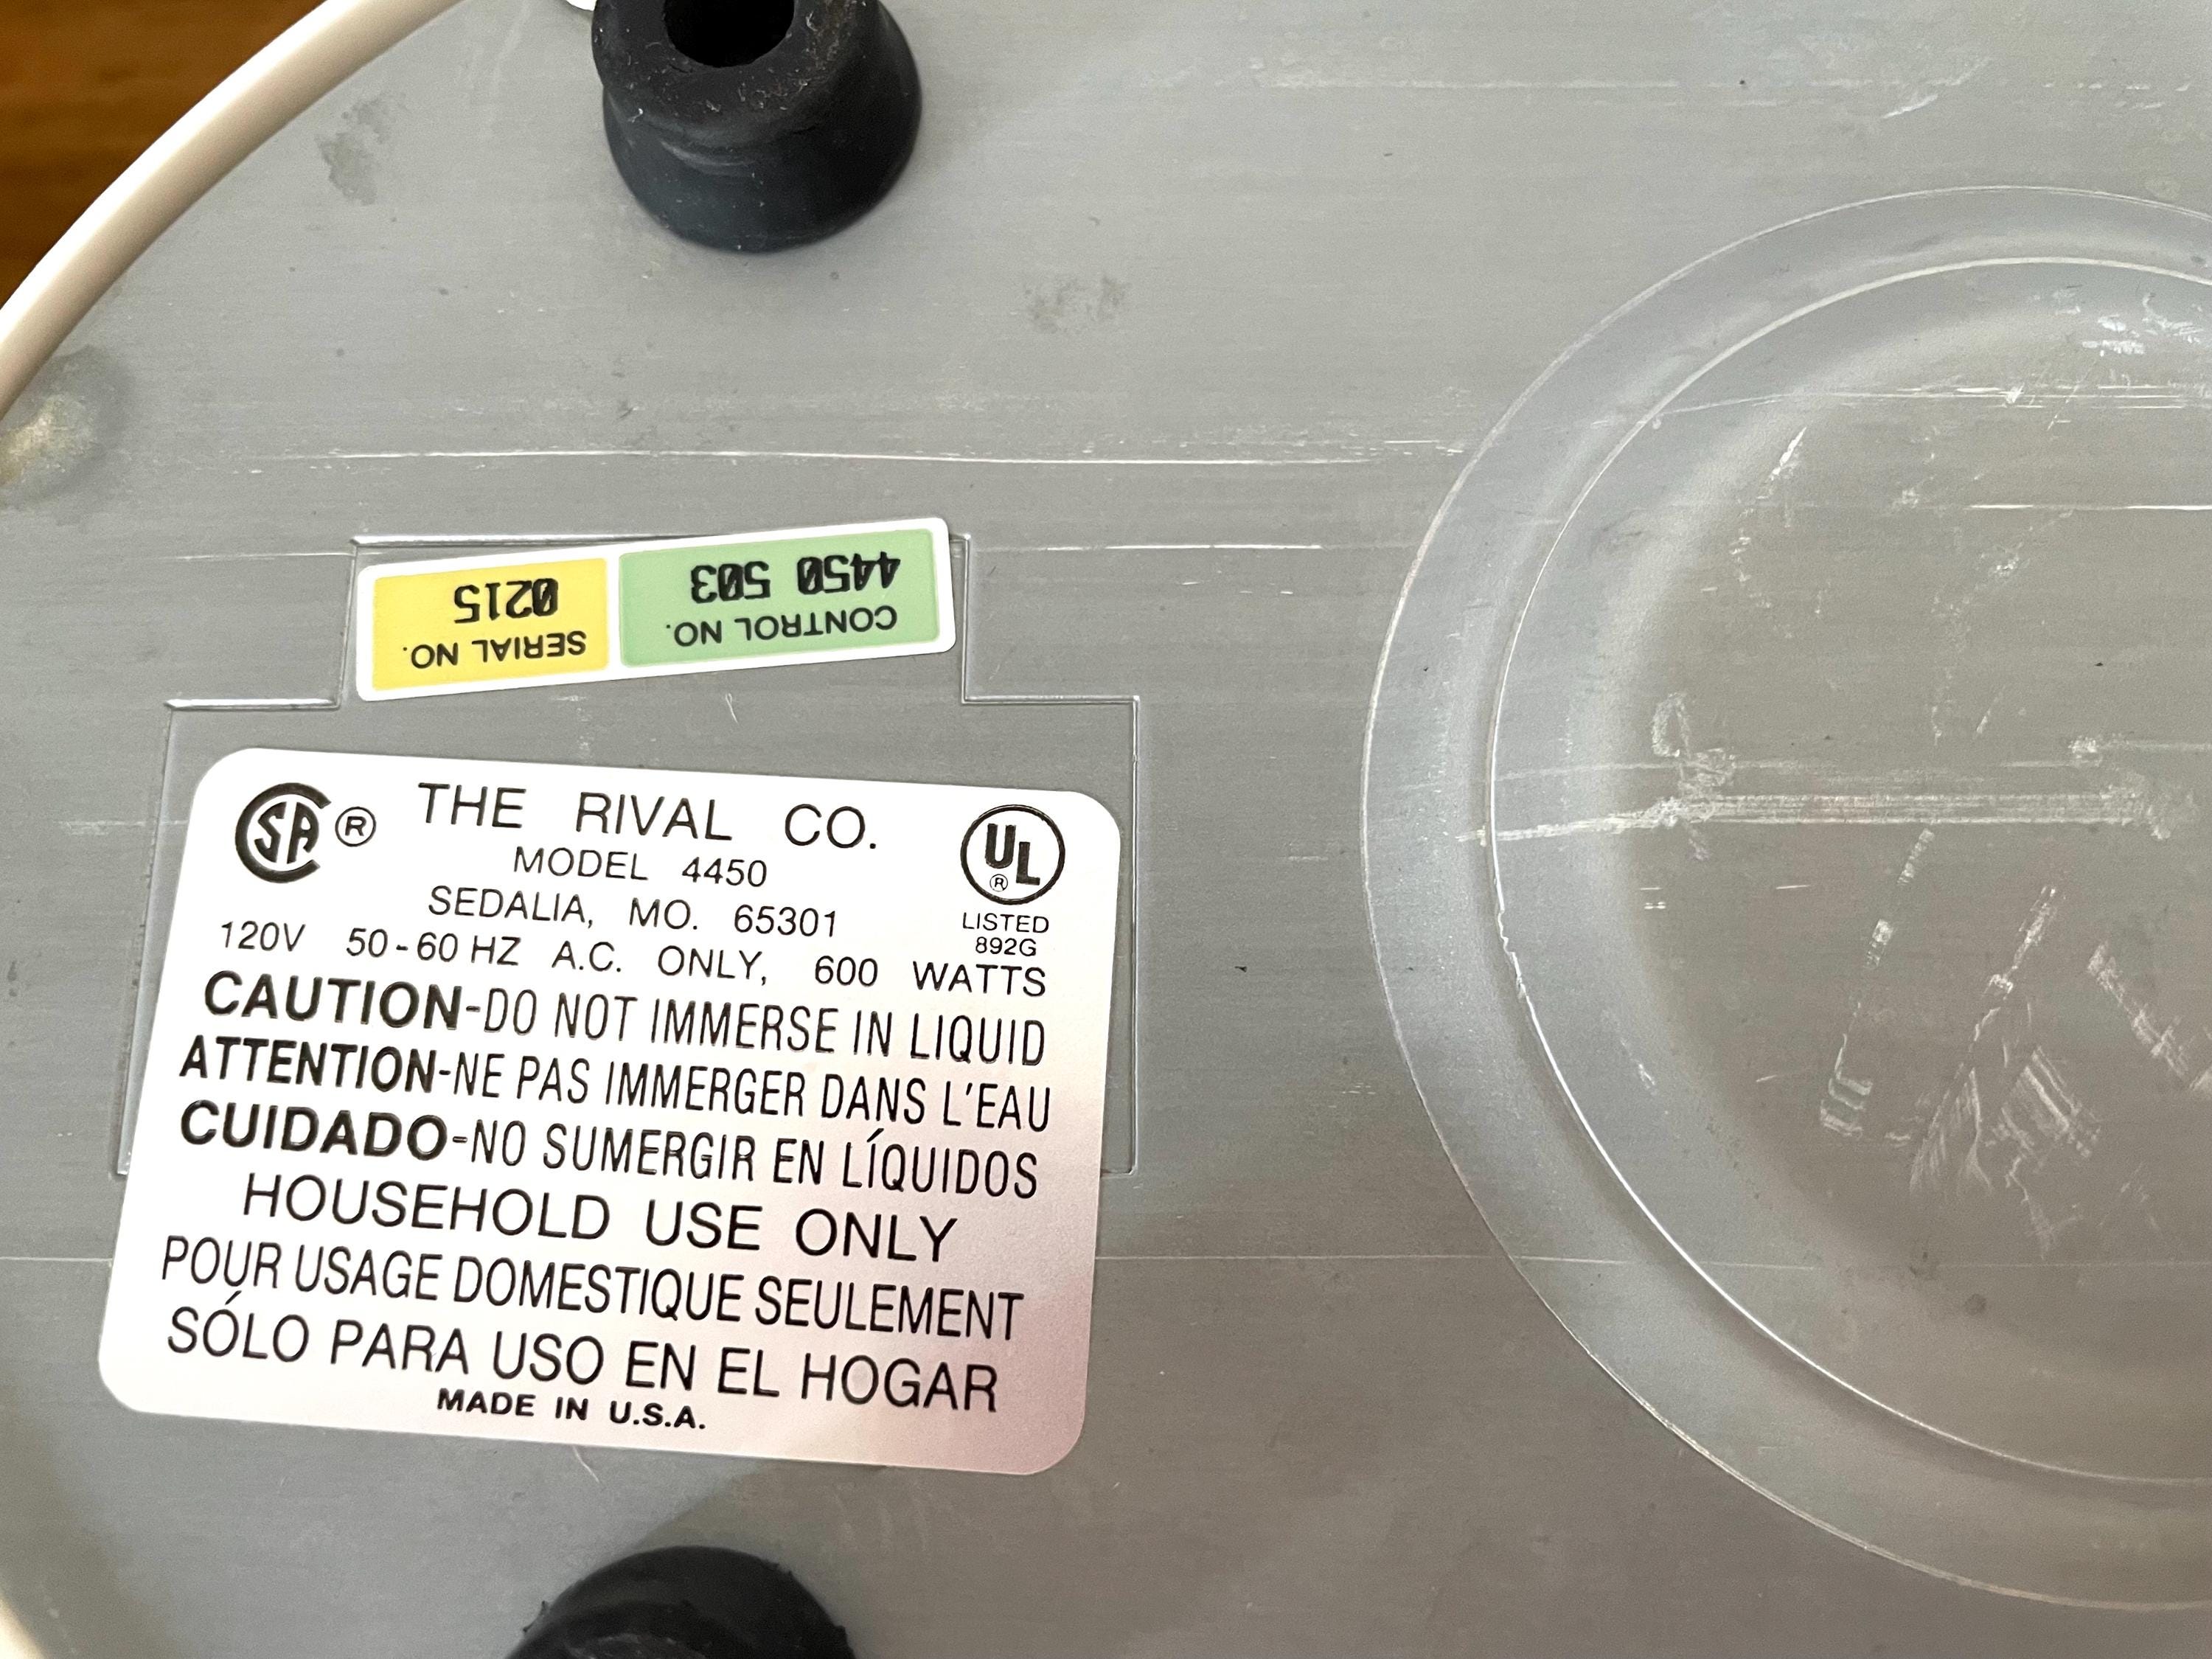 CONTROL NO.
4450 503
SERIAL NO.
0215
SA ®
THE RIVAL CO.
MODEL 4450
SEDALIA, MO. 65301
UL
®
LISTED
892G
120V 50-60 HZ A.C. ONLY, 600 WATTS
CAUTION-DO NOT IMMERSE IN LIQUID
ATTENTION-NE PAS IMMERGER DANS L'EAU
CUIDADO-NO SUMERGIR EN LÍQUIDOS
HOUSEHOLD USE ONLY
POUR USAGE DOMESTIQUE SEULEMENT
SÓLO PARA USO EN EL HOGAR
MADE IN U.S.A.